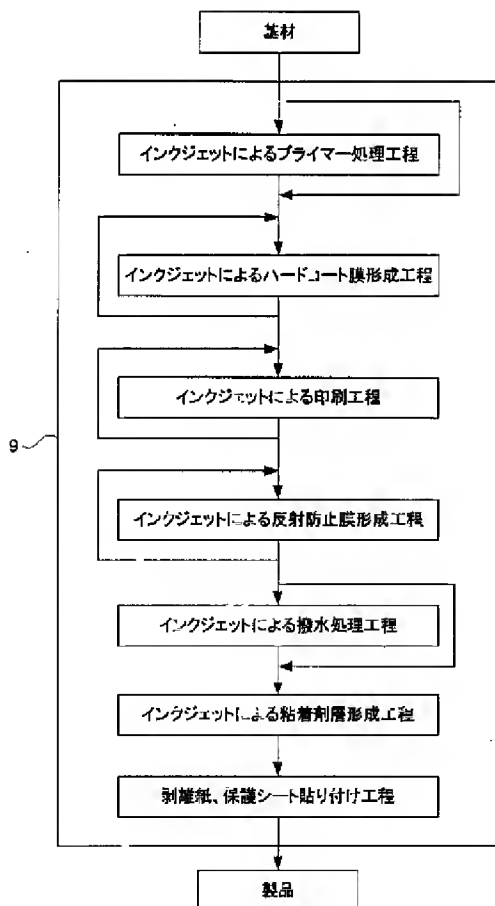 基材
インクジェットによるプライマー処理工程
インクジェットによるハードコート膜形成工程
インクジェットによる印刷工程
9
インクジェットによる反射防止膜形成工程
インクジェットによる撥水処理工程
インクジェットによる粘着剤層形成工程
剥離紙、保護シート貼り付け工程
製品